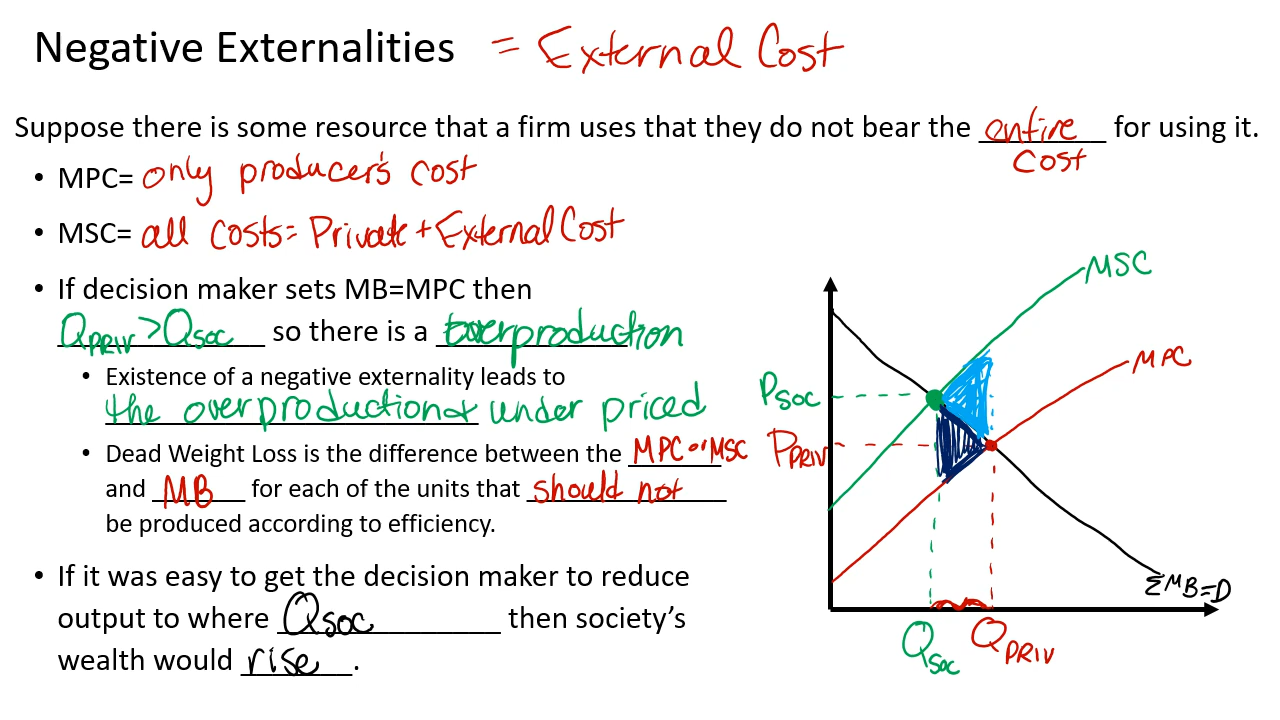 Negative Externalities = External Cost
Suppose there is some resource that a firm uses that they do not bear the entire for using it.
cost
• MPC= only producer's cost
• MSC= all costs = Private + External Cost
• If decision maker sets MB=MPC then
QPRIV > QSOC so there is a overproduction
• Existence of a negative externality leads to
the overproduction & under priced
• Dead Weight Loss is the difference between the MPC or MSC
and MB for each of the units that should not
be produced according to efficiency.
• If it was easy to get the decision maker to reduce
output to where QSOC then society's
wealth would rise.
MSC
MPC
PSOC
PPRIV
ΣMB=D
QSOC
QPRIV